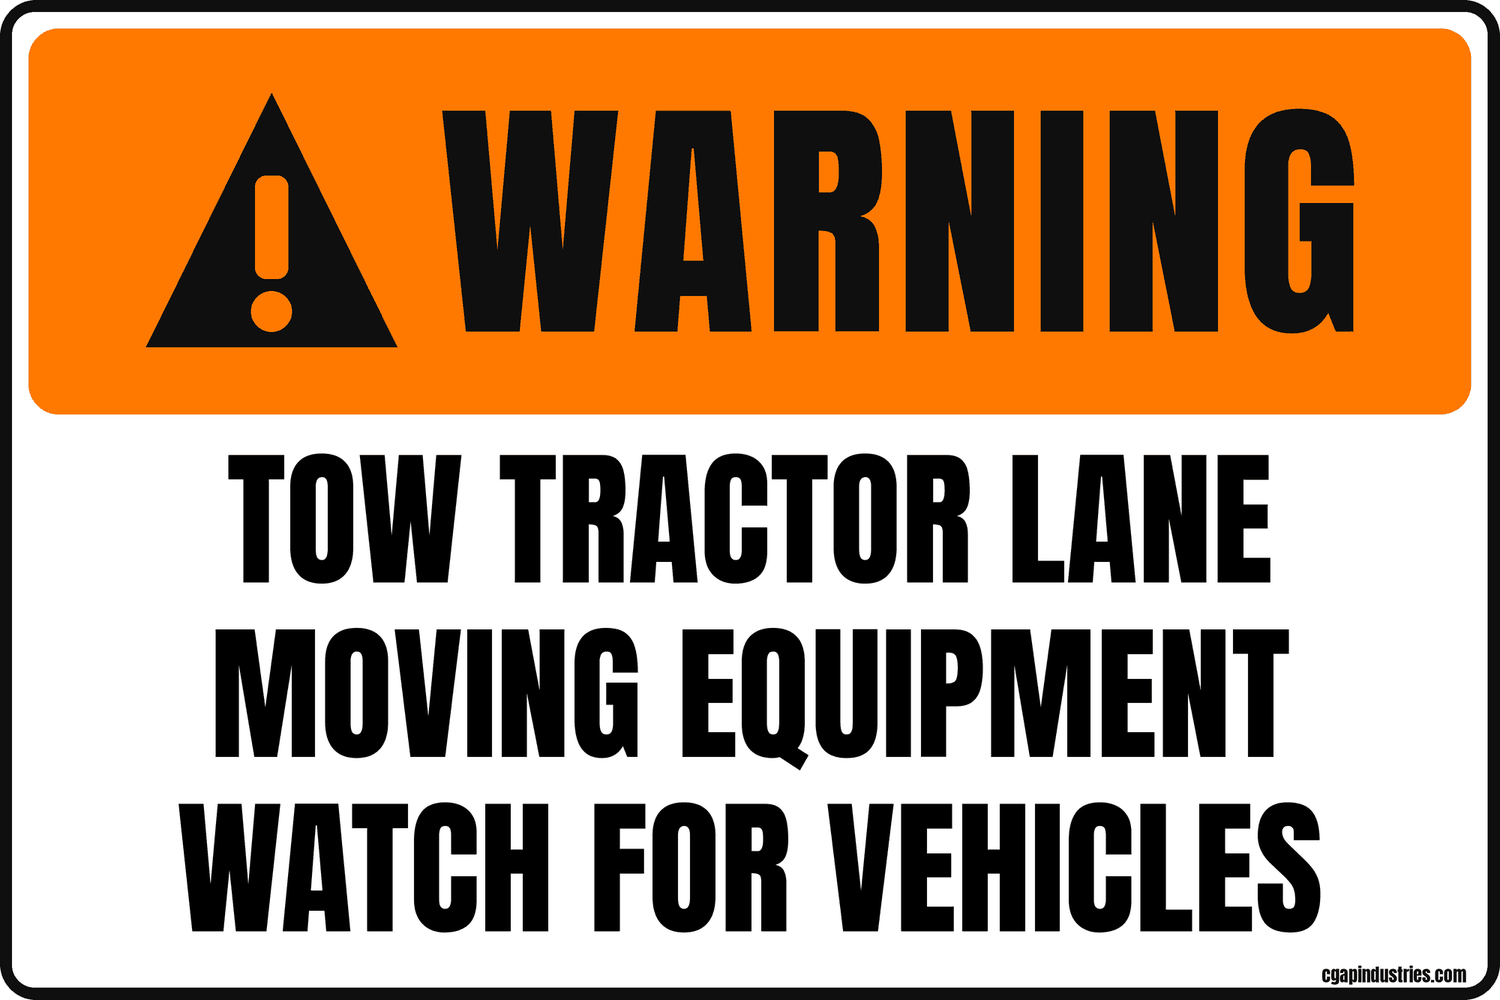 WARNING
TOW TRACTOR LANE
MOVING EQUIPMENT
WATCH FOR VEHICLES
cgapindustries.com